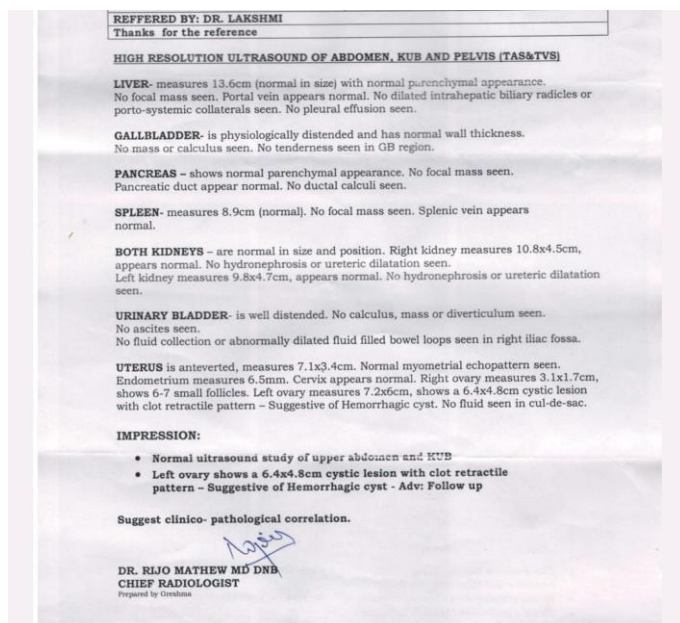 REFFERED BY: DR. LAKSHMI
Thanks for the reference
HIGH RESOLUTION ULTRASOUND OF ABDOMEN, KUB AND PELVIS (TAS&TVS)
LIVER- measures 13.6cm (normal in size) with normal parenchymal appearance.
No focal mass seen. Portal vein appears normal. No dilated intrahepatic biliary radicles or
porto-systemic collaterals seen. No pleural effusion seen.
GALLBLADDER- is physiologically distended and has normal wall thickness.
No mass or calculus seen. No tenderness seen in GB region.
PANCREAS – shows normal parenchymal appearance. No focal mass seen.
Pancreatic duct appear normal. No ductal calculi seen.
SPLEEN- measures 8.9cm (normal). No focal mass seen. Splenic vein appears
normal.
BOTH KIDNEYS – are normal in size and position. Right kidney measures 10.8x4.5cm,
appears normal. No hydronephrosis or ureteric dilatation seen.
Left kidney measures 9.8x4.7cm, appears normal. No hydronephrosis or ureteric dilatation
seen.
URINARY BLADDER- is well distended. No calculus, mass or diverticulum seen.
No ascites seen.
No fluid collection or abnormally dilated fluid filled bowel loops seen in right iliac fossa.
UTERUS is anteverted, measures 7.1x3.4cm. Normal myometrial echopattern seen.
Endometrium measures 6.5mm. Cervix appears normal. Right ovary measures 3.1x1.7cm,
shows 6-7 small follicles. Left ovary measures 7.2x6cm, shows a 6.4x4.8cm cystic lesion
with clot retractile pattern – Suggestive of Hemorrhagic cyst. No fluid seen in cul-de-sac.
IMPRESSION:
• Normal ultrasound study of upper abdomen and KUB
• Left ovary shows a 6.4x4.8cm cystic lesion with clot retractile
pattern – Suggestive of Hemorrhagic cyst - Adv: Follow up
Suggest clinico- pathological correlation.
DR. RIJO MATHEW MD DNB
CHIEF RADIOLOGIST
Prepared by Greshma